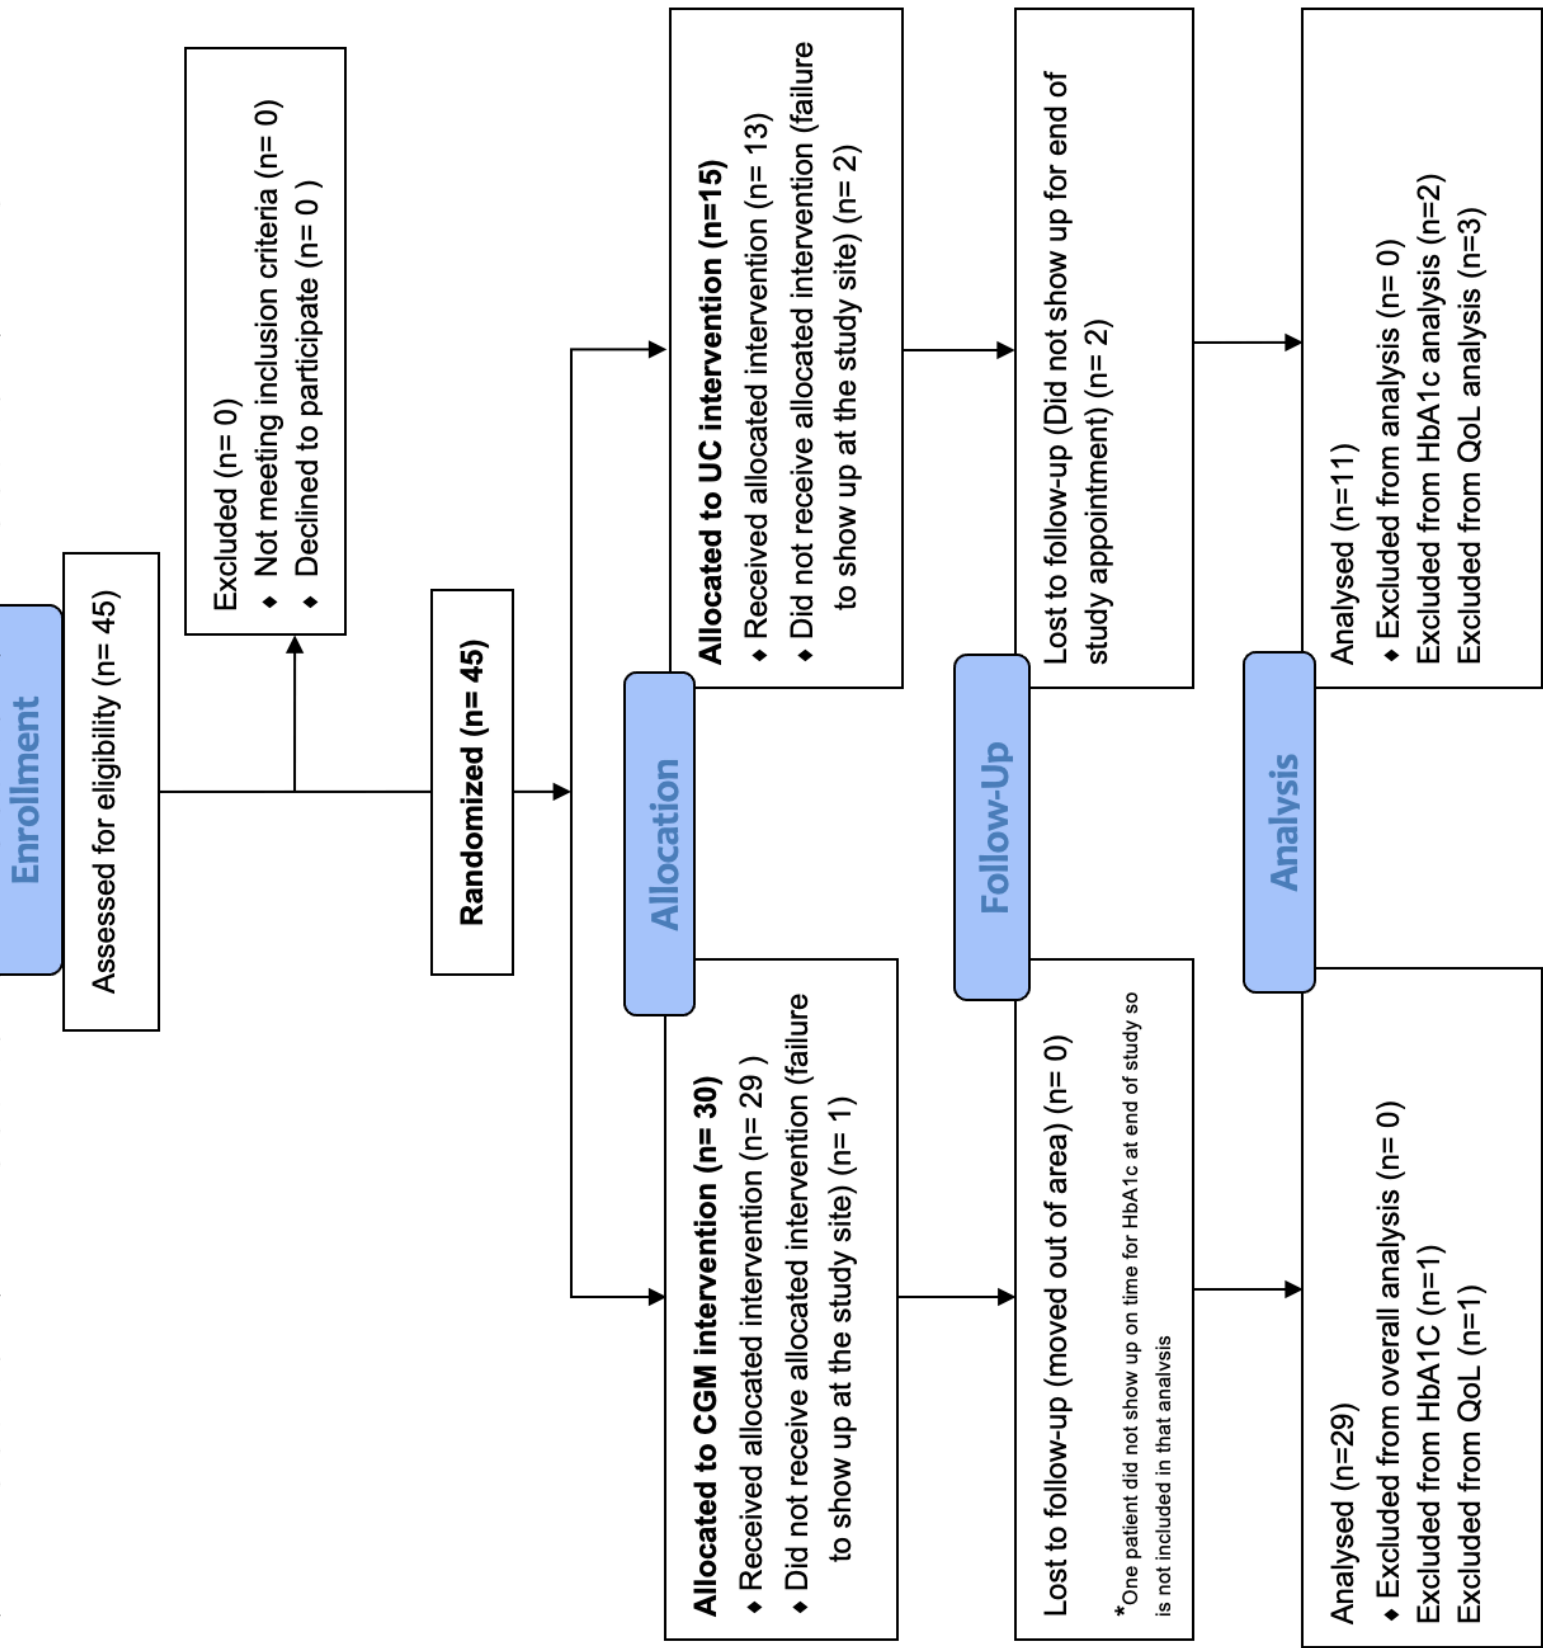 Enrollment
Assessed for eligibility (n= 45)
Excluded (n= 0)
♦ Not meeting inclusion criteria (n= 0)
♦ Declined to participate (n= 0 )
Randomized (n= 45)
Allocation
Allocated to CGM intervention (n= 30)
♦ Received allocated intervention (n= 29 )
♦ Did not receive allocated intervention (failure
to show up at the study site) (n= 1)
Allocated to UC intervention (n=15)
♦ Received allocated intervention (n= 13)
♦ Did not receive allocated intervention (failure
to show up at the study site) (n= 2)
Follow-Up
Lost to follow-up (moved out of area) (n= 0)
*One patient did not show up on time for HbA1c at end of study so
is not included in that analysis
Lost to follow-up (Did not show up for end of
study appointment) (n= 2)
Analysis
Analysed (n=29)
♦ Excluded from overall analysis (n= 0)
Excluded from HbA1C (n=1)
Excluded from QoL (n=1)
Analysed (n=11)
♦ Excluded from analysis (n= 0)
Excluded from HbA1c analysis (n=2)
Excluded from QoL analysis (n=3)